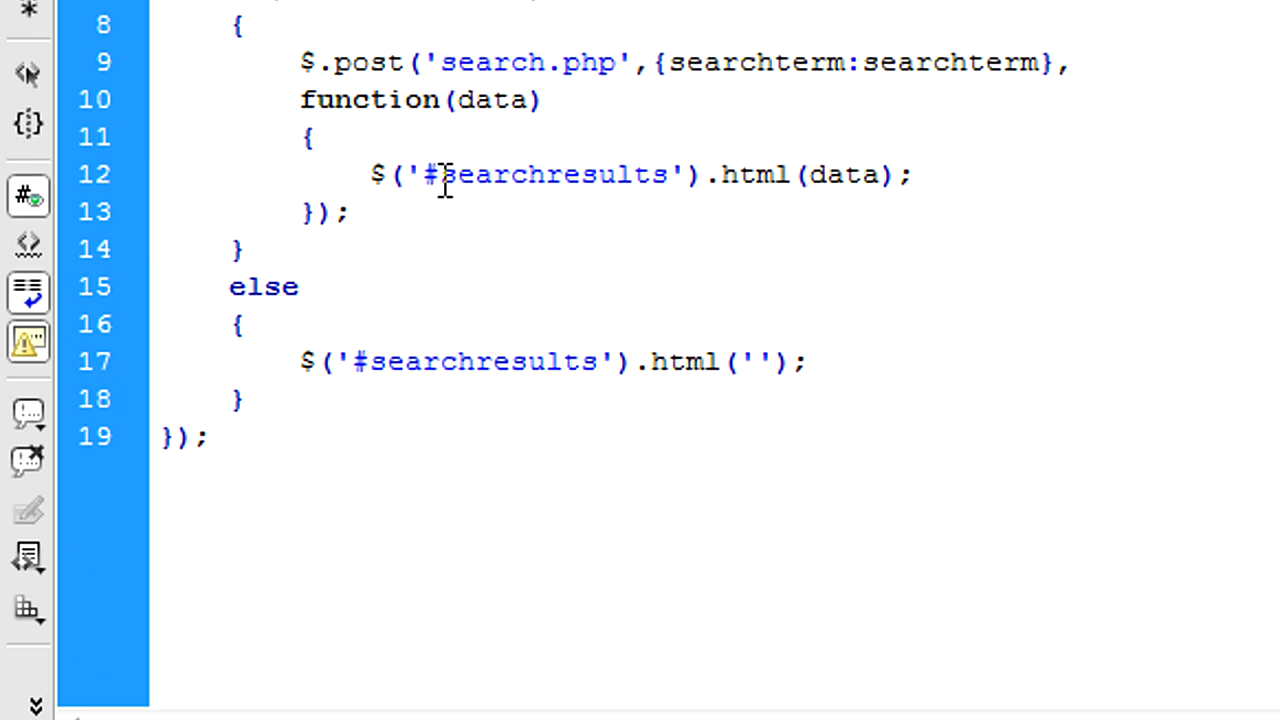 8 {
9 $.post('search.php',{searchterm:searchterm},
10 function(data)
11 {
12 $('#searchresults').html(data);
13 });
14 }
15 else
16 {
17 $('#searchresults').html('');
18 }
19 });